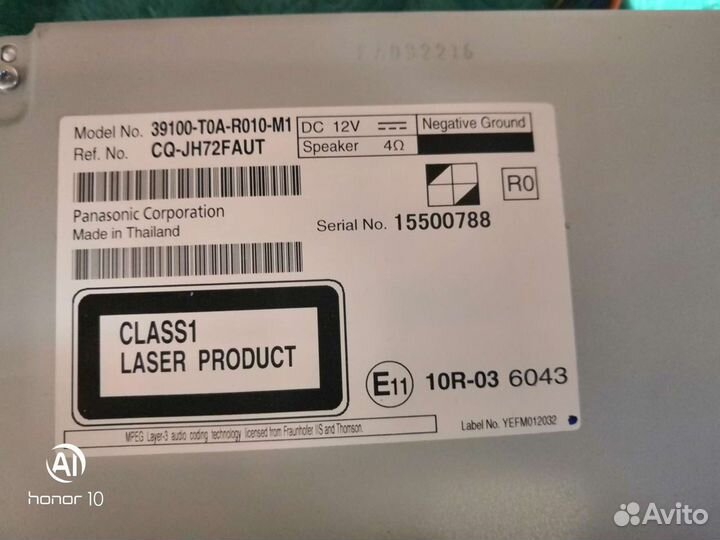 Model No. 39100-T0A-R010-M1
Ref. No. CQ-JH72FAUT
DC 12V
Negative Ground
Speaker 4Ω
R0
Panasonic Corporation
Made in Thailand
Serial No. 15500788
CLASS1
LASER PRODUCT
E11 10R-03 6043
Label No. YEFM012032
MPEG Layer-3 audio coding technology licensed from Fraunhofer IIS and Thomson.
AI
honor 10
Avito